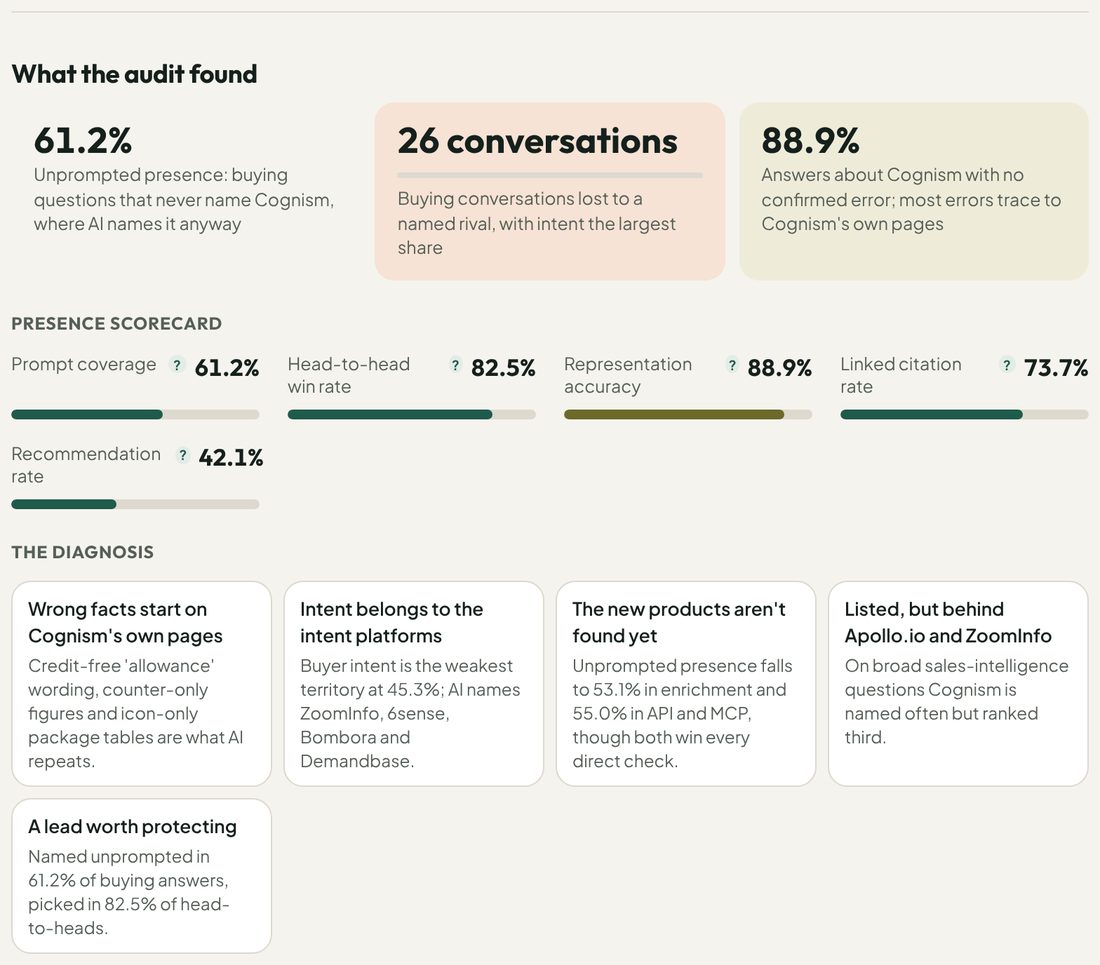 What the audit found
61.2%
Unprompted presence: buying
questions that never name Cognism,
where AI names it anyway
26 conversations
Buying conversations lost to a
named rival, with intent the largest
share
88.9%
Answers about Cognism with no
confirmed error; most errors trace to
Cognism's own pages
PRESENCE SCORECARD
Prompt coverage ? 61.2%
Head-to-head
win rate
? 82.5%
Representation
accuracy
? 88.9%
Linked citation
rate
? 73.7%
Recommendation
rate
? 42.1%
THE DIAGNOSIS
Wrong facts start on
Cognism's own pages
Credit-free 'allowance'
wording, counter-only
figures and icon-only
package tables are what AI
repeats.
Intent belongs to the
intent platforms
Buyer intent is the weakest
territory at 45.3%; AI names
ZoomInfo, 6sense,
Bombora and
Demandbase.
The new products aren't
found yet
Unprompted presence falls
to 53.1% in enrichment and
55.0% in API and MCP,
though both win every
direct check.
Listed, but behind
Apollo.io and ZoomInfo
On broad sales-intelligence
questions Cognism is
named often but ranked
third.
A lead worth protecting
Named unprompted in
61.2% of buying answers,
picked in 82.5% of head-
to-heads.